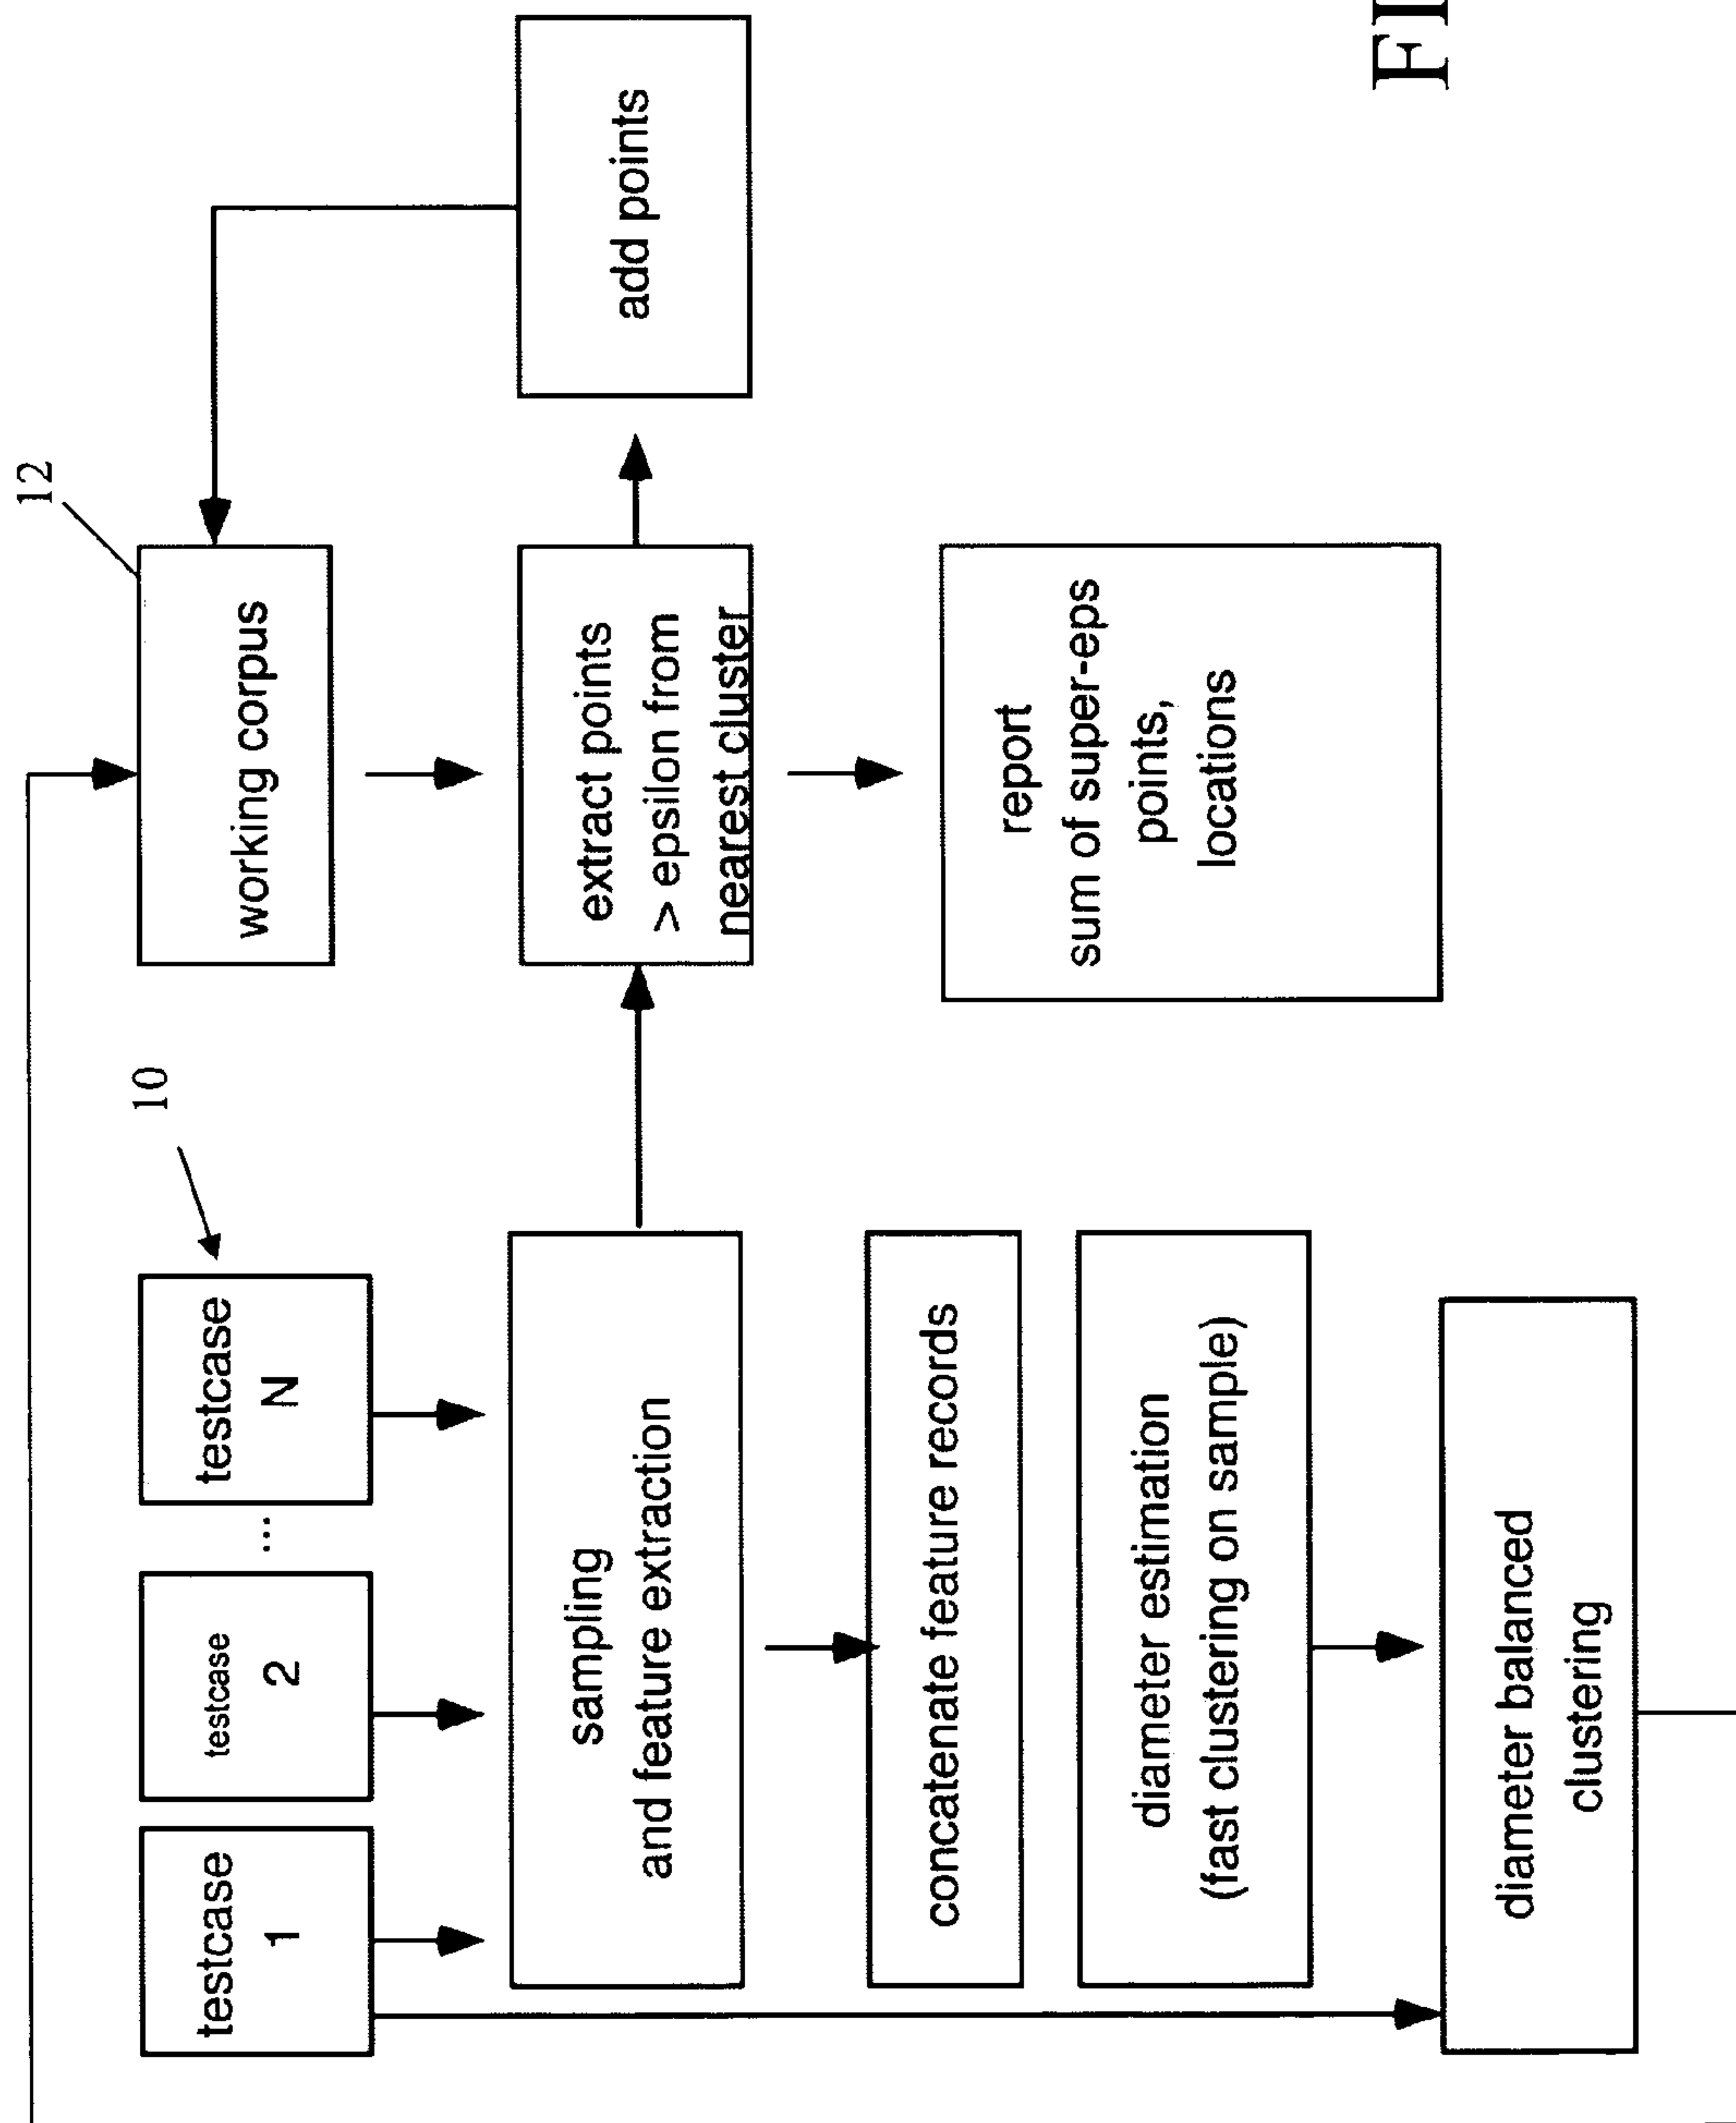 10
12
testcase
1
testcase
2
...
testcase
N
working corpus
sampling
and feature extraction
extract points
> epsilon from
nearest cluster
add points
concatenate feature records
diameter estimation
(fast clustering on sample)
report
sum of super-eps
points,
locations
diameter balanced
clustering